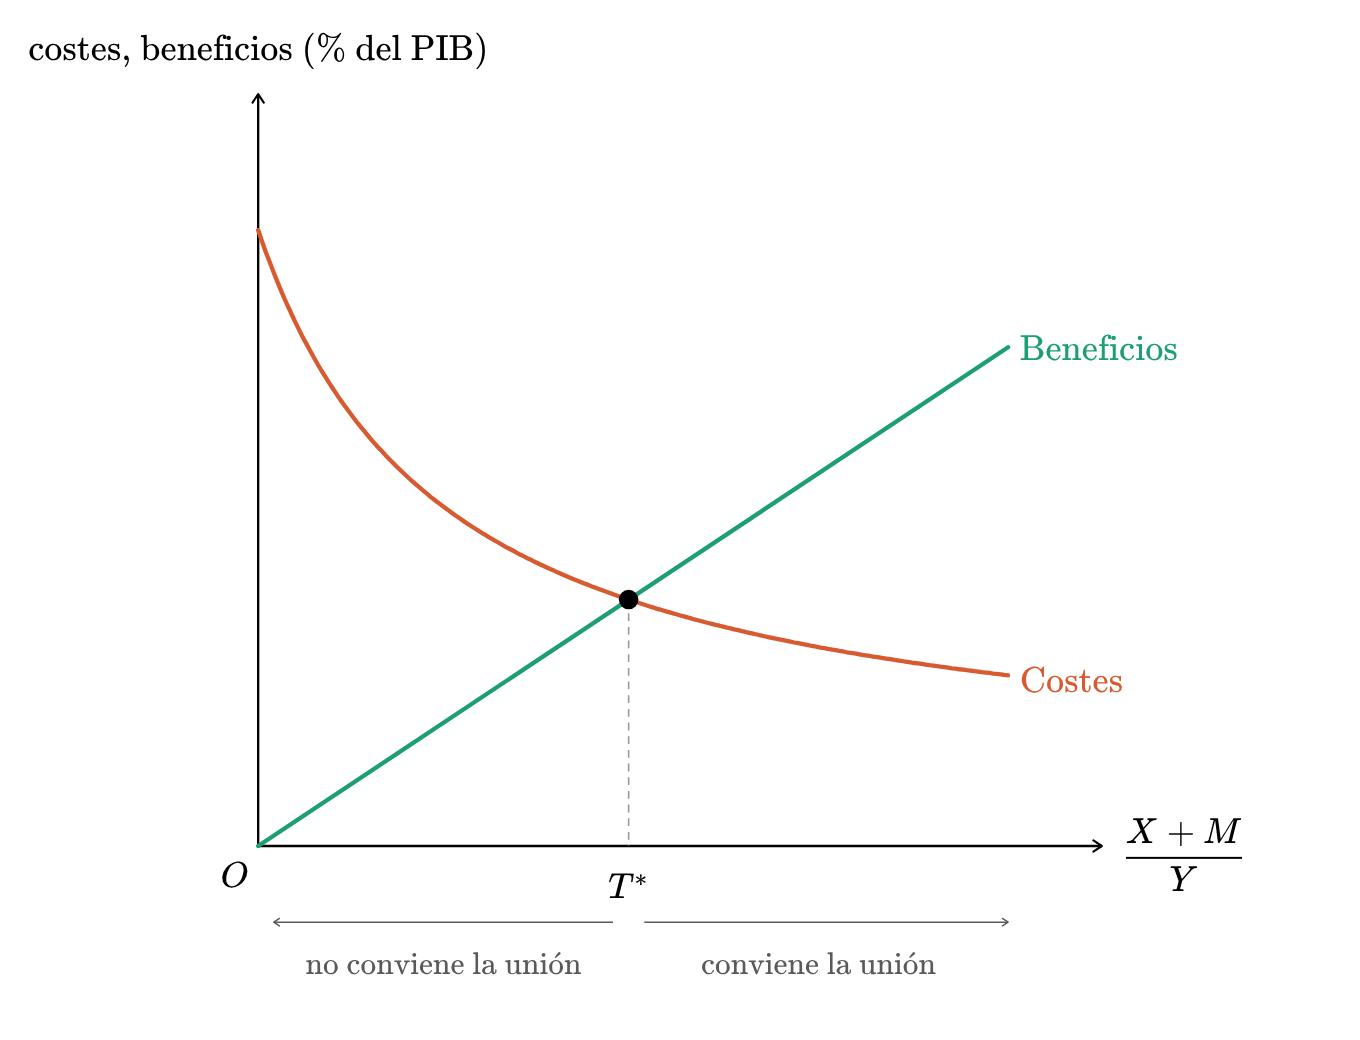 costes, beneficios (% del PIB)
Beneficios
Costes
X + M
Y
O
T*
no conviene la unión
conviene la unión